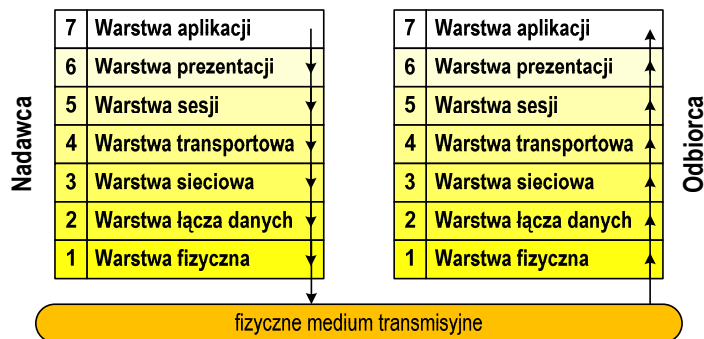 Nadawca
7 Warstwa aplikacji
6 Warstwa prezentacji
5 Warstwa sesji
4 Warstwa transportowa
3 Warstwa sieciowa
2 Warstwa łącza danych
1 Warstwa fizyczna
7 Warstwa aplikacji
6 Warstwa prezentacji
5 Warstwa sesji
4 Warstwa transportowa
3 Warstwa sieciowa
2 Warstwa łącza danych
1 Warstwa fizyczna
Odbiorca
fizyczne medium transmisyjne